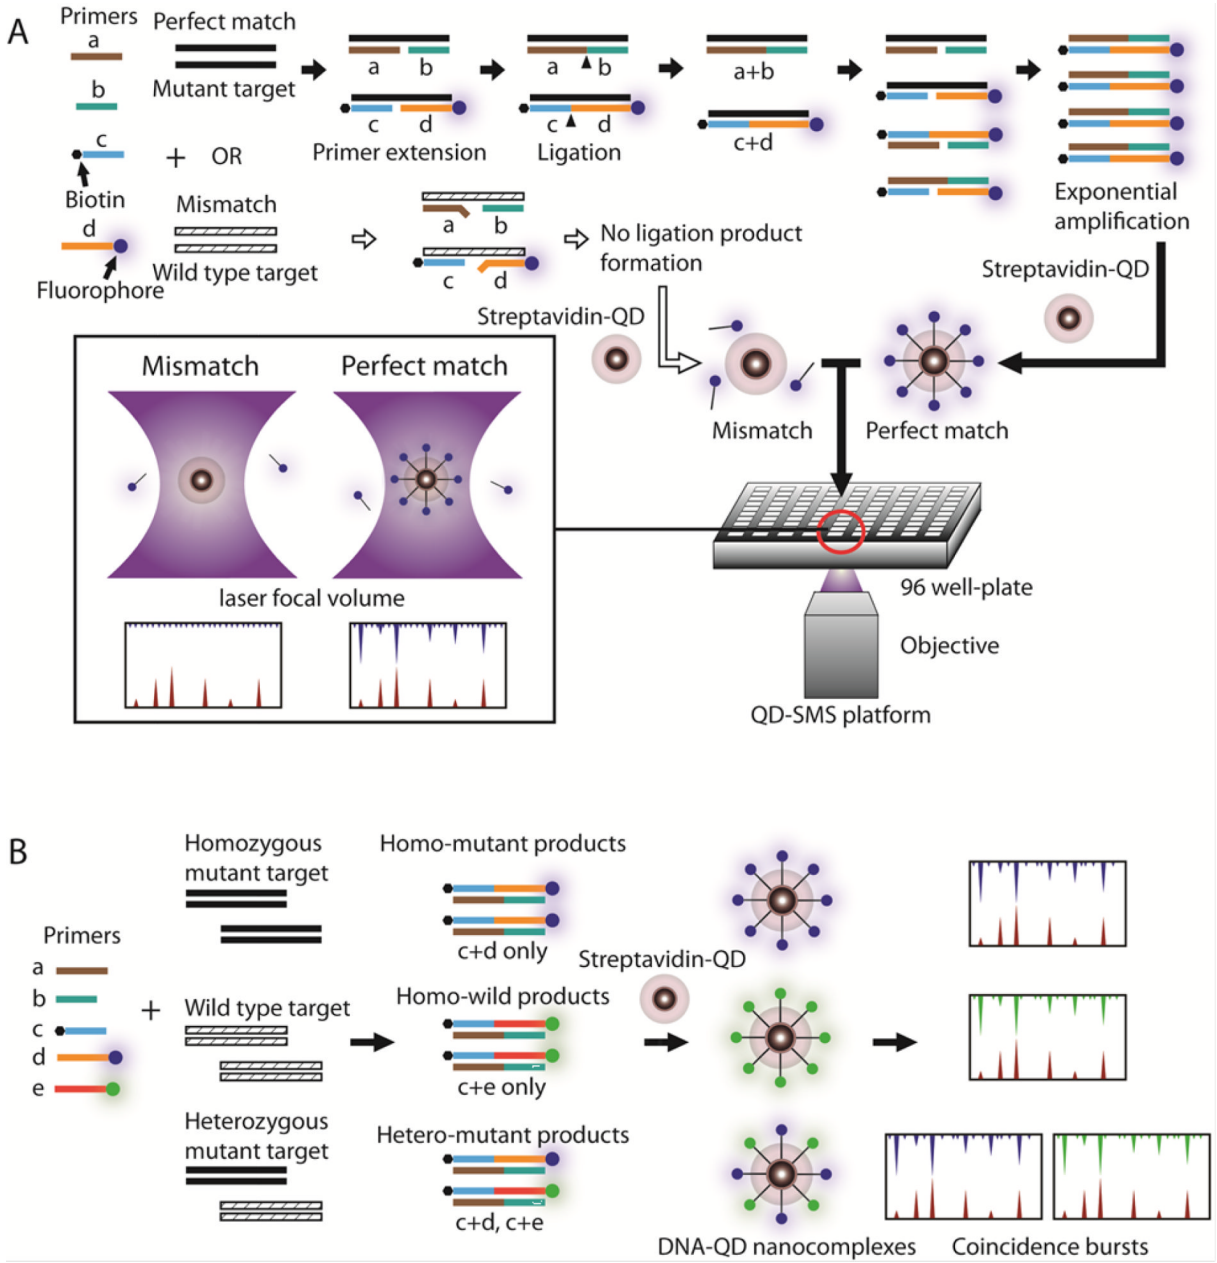 A
Primers
a
b
c
Biotin
d
Fluorophore
+
Perfect match
Mutant target
OR
Mismatch
Wild type target
a b
c d
Primer extension
a b
c d
Ligation
a+b
c+d
Exponential
amplification
a b
c d
No ligation product
formation
Streptavidin-QD
Streptavidin-QD
Mismatch
Perfect match
Mismatch
Perfect match
laser focal volume
96 well-plate
Objective
QD-SMS platform
B
Primers
a
b
c
d
e
+
Homozygous
mutant target
Wild type target
Heterozygous
mutant target
Homo-mutant products
c+d only
Homo-wild products
c+e only
Hetero-mutant products
c+d, c+e
Streptavidin-QD
DNA-QD nanocomplexes
Coincidence bursts